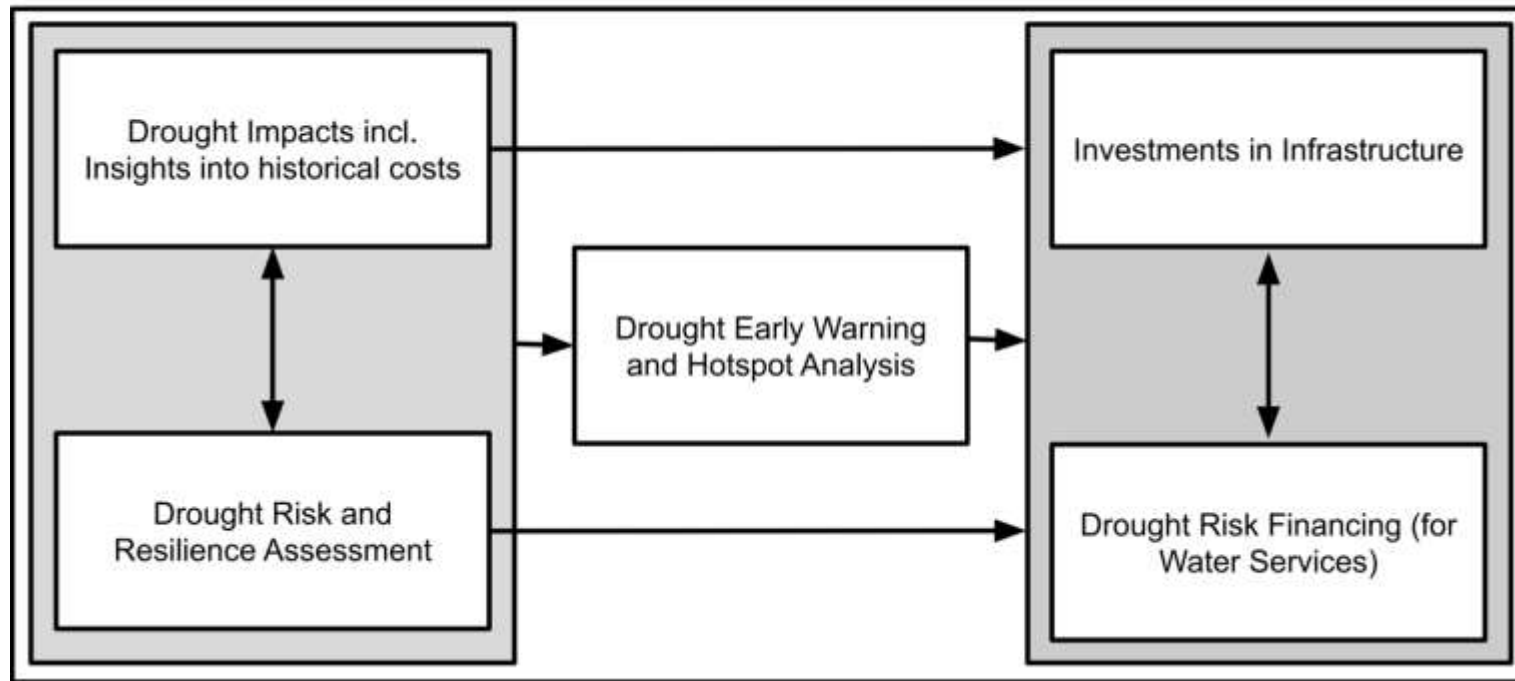 Drought Impacts incl.
Insights into historical costs
Investments in Infrastructure
Drought Early Warning
and Hotspot Analysis
Drought Risk and
Resilience Assessment
Drought Risk Financing (for
Water Services)